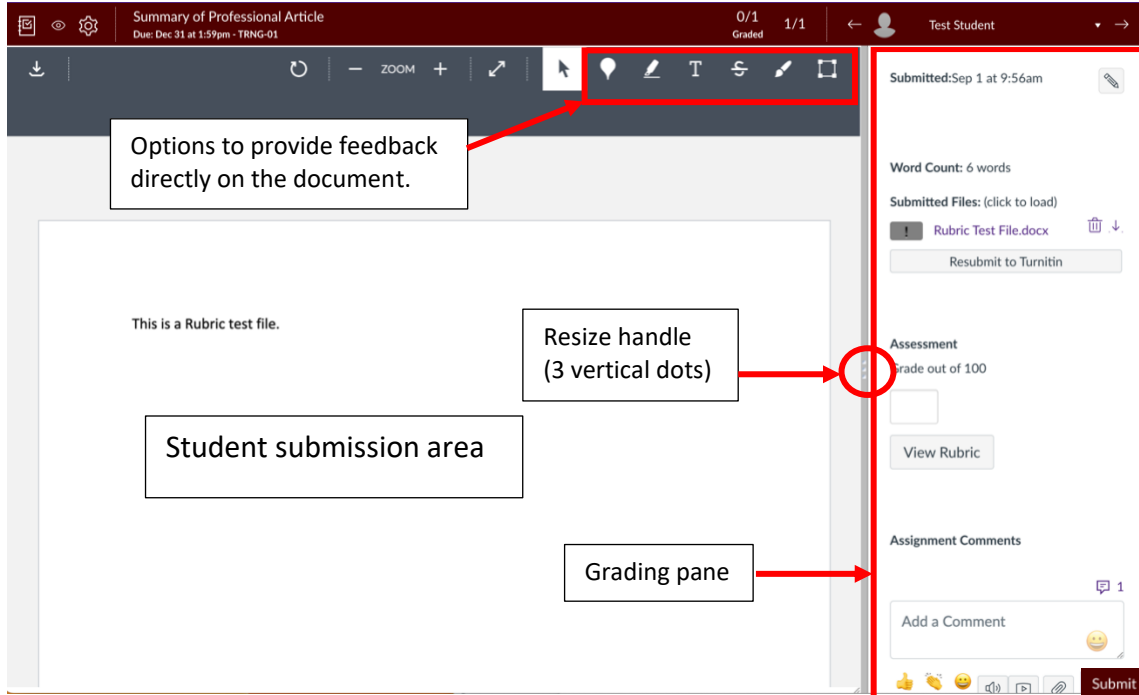 Summary of Professional Article
Due: Dec 31 at 1:59pm - TRNG-01
0/1
Graded
1/1
Test Student
ZOOM
T
S
Submitted:Sep 1 at 9:56am
Options to provide feedback
directly on the document.
Word Count: 6 words
Submitted Files: (click to load)
! Rubric Test File.docx
Resubmit to Turnitin
This is a Rubric test file.
Resize handle
(3 vertical dots)
Assessment
Grade out of 100
Student submission area
View Rubric
Grading pane
Assignment Comments
1
Add a Comment
Submit